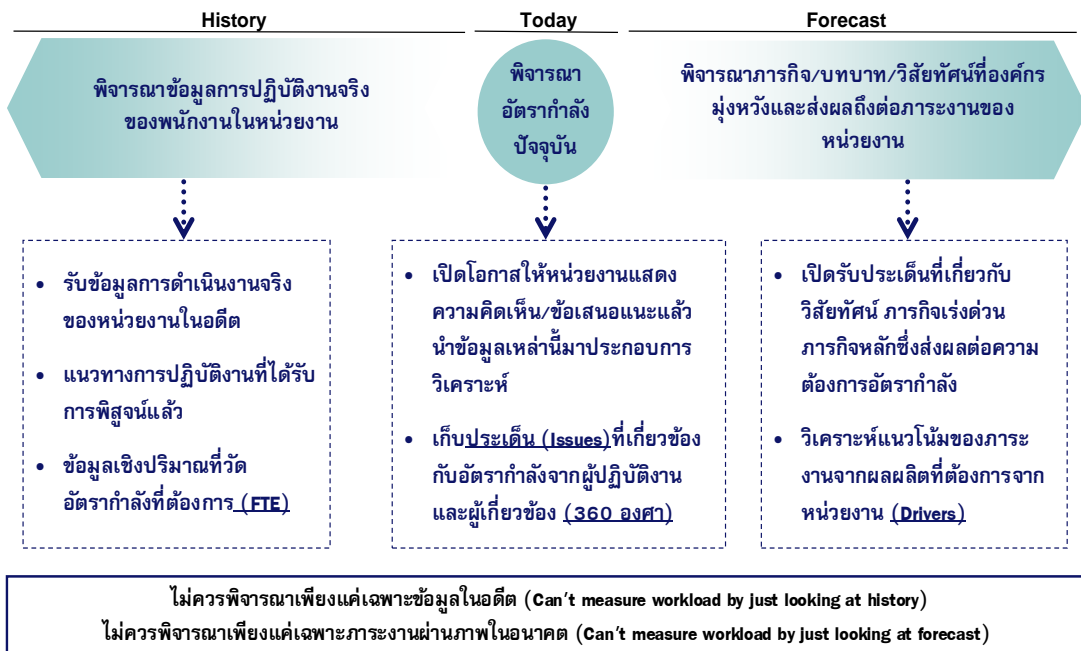 History
Today
Forecast
พิจารณาข้อมูลการปฏิบัติงานจริง
ของพนักงานในหน่วยงาน
พิจารณา
อัตรากำลัง
ปัจจุบัน
พิจารณาภารกิจ/บทบาท/วิสัยทัศน์ที่องค์กร
มุ่งหวังและส่งผลถึงต่อภาระงานของ
หน่วยงาน
• รับข้อมูลการดำเนินงานจริง
ของหน่วยงานในอดีต
• แนวทางการปฏิบัติงานที่ได้รับ
การพิสูจน์แล้ว
• ข้อมูลเชิงปริมาณที่วัด
อัตรากำลังที่ต้องการ (FTE)
• เปิดโอกาสให้หน่วยงานแสดง
ความคิดเห็น/ข้อเสนอแนะแล้ว
นำข้อมูลเหล่านี้มาประกอบการ
วิเคราะห์
• เก็บประเด็น (Issues)ที่เกี่ยวข้อง
กับอัตรากำลังจากผู้ปฏิบัติงาน
และผู้เกี่ยวข้อง (360 องศา)
• เปิดรับประเด็นที่เกี่ยวกับ
วิสัยทัศน์ ภารกิจเร่งด่วน
ภารกิจหลักซึ่งส่งผลต่อความ
ต้องการอัตรากำลัง
• วิเคราะห์แนวโน้มของภาระ
งานจากผลผลิตที่ต้องการจาก
หน่วยงาน (Drivers)
ไม่ควรพิจารณาเพียงแค่เฉพาะข้อมูลในอดีต (Can't measure workload by just looking at history)
ไม่ควรพิจารณาเพียงแค่เฉพาะภาระงานผ่านภาพในอนาคต (Can't measure workload by just looking at forecast)